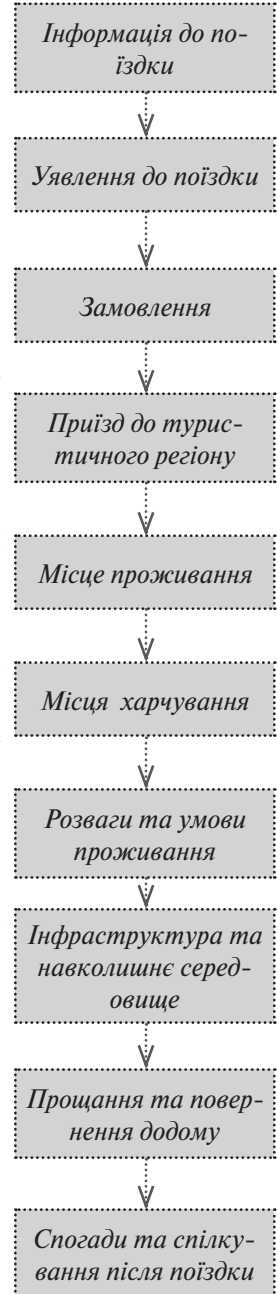 Інформація до по-
їздки
Уявлення до поїздки
Замовлення
Приїзд до турис-
тичного регіону
Місце проживання
Місця харчування
Розваги та умови
проживання
Інфраструктура та
навколишнє серед-
овище
Прощання та повер-
нення додому
Спогади та спілку-
вання після поїздки